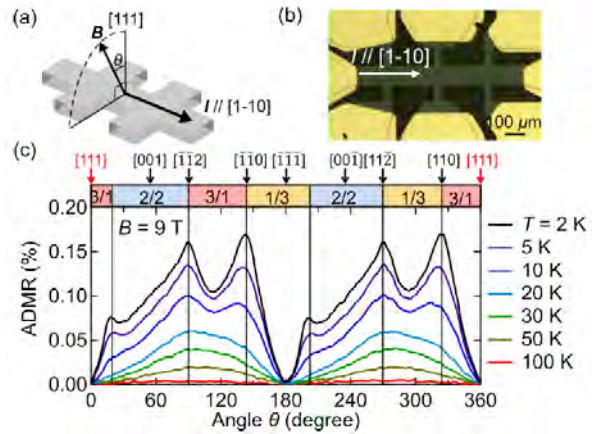 (a)
[111]
B
θ
I // [1-10]
(b)
I // [1-10]
100 µm
(c)
[111] [001] [1̅1̅2] [1̅1̅0] [1̅1̅1̅] [001̅] [112̅] [110] [111]
3/1 2/2 3/1 1/3 2/2 1/3 3/1
B = 9 T
ADMR (%)
0.20
0.15
0.10
0.05
0.00
0 60 120 180 240 300 360
Angle θ (degree)
T = 2 K
5 K
10 K
20 K
30 K
50 K
100 K